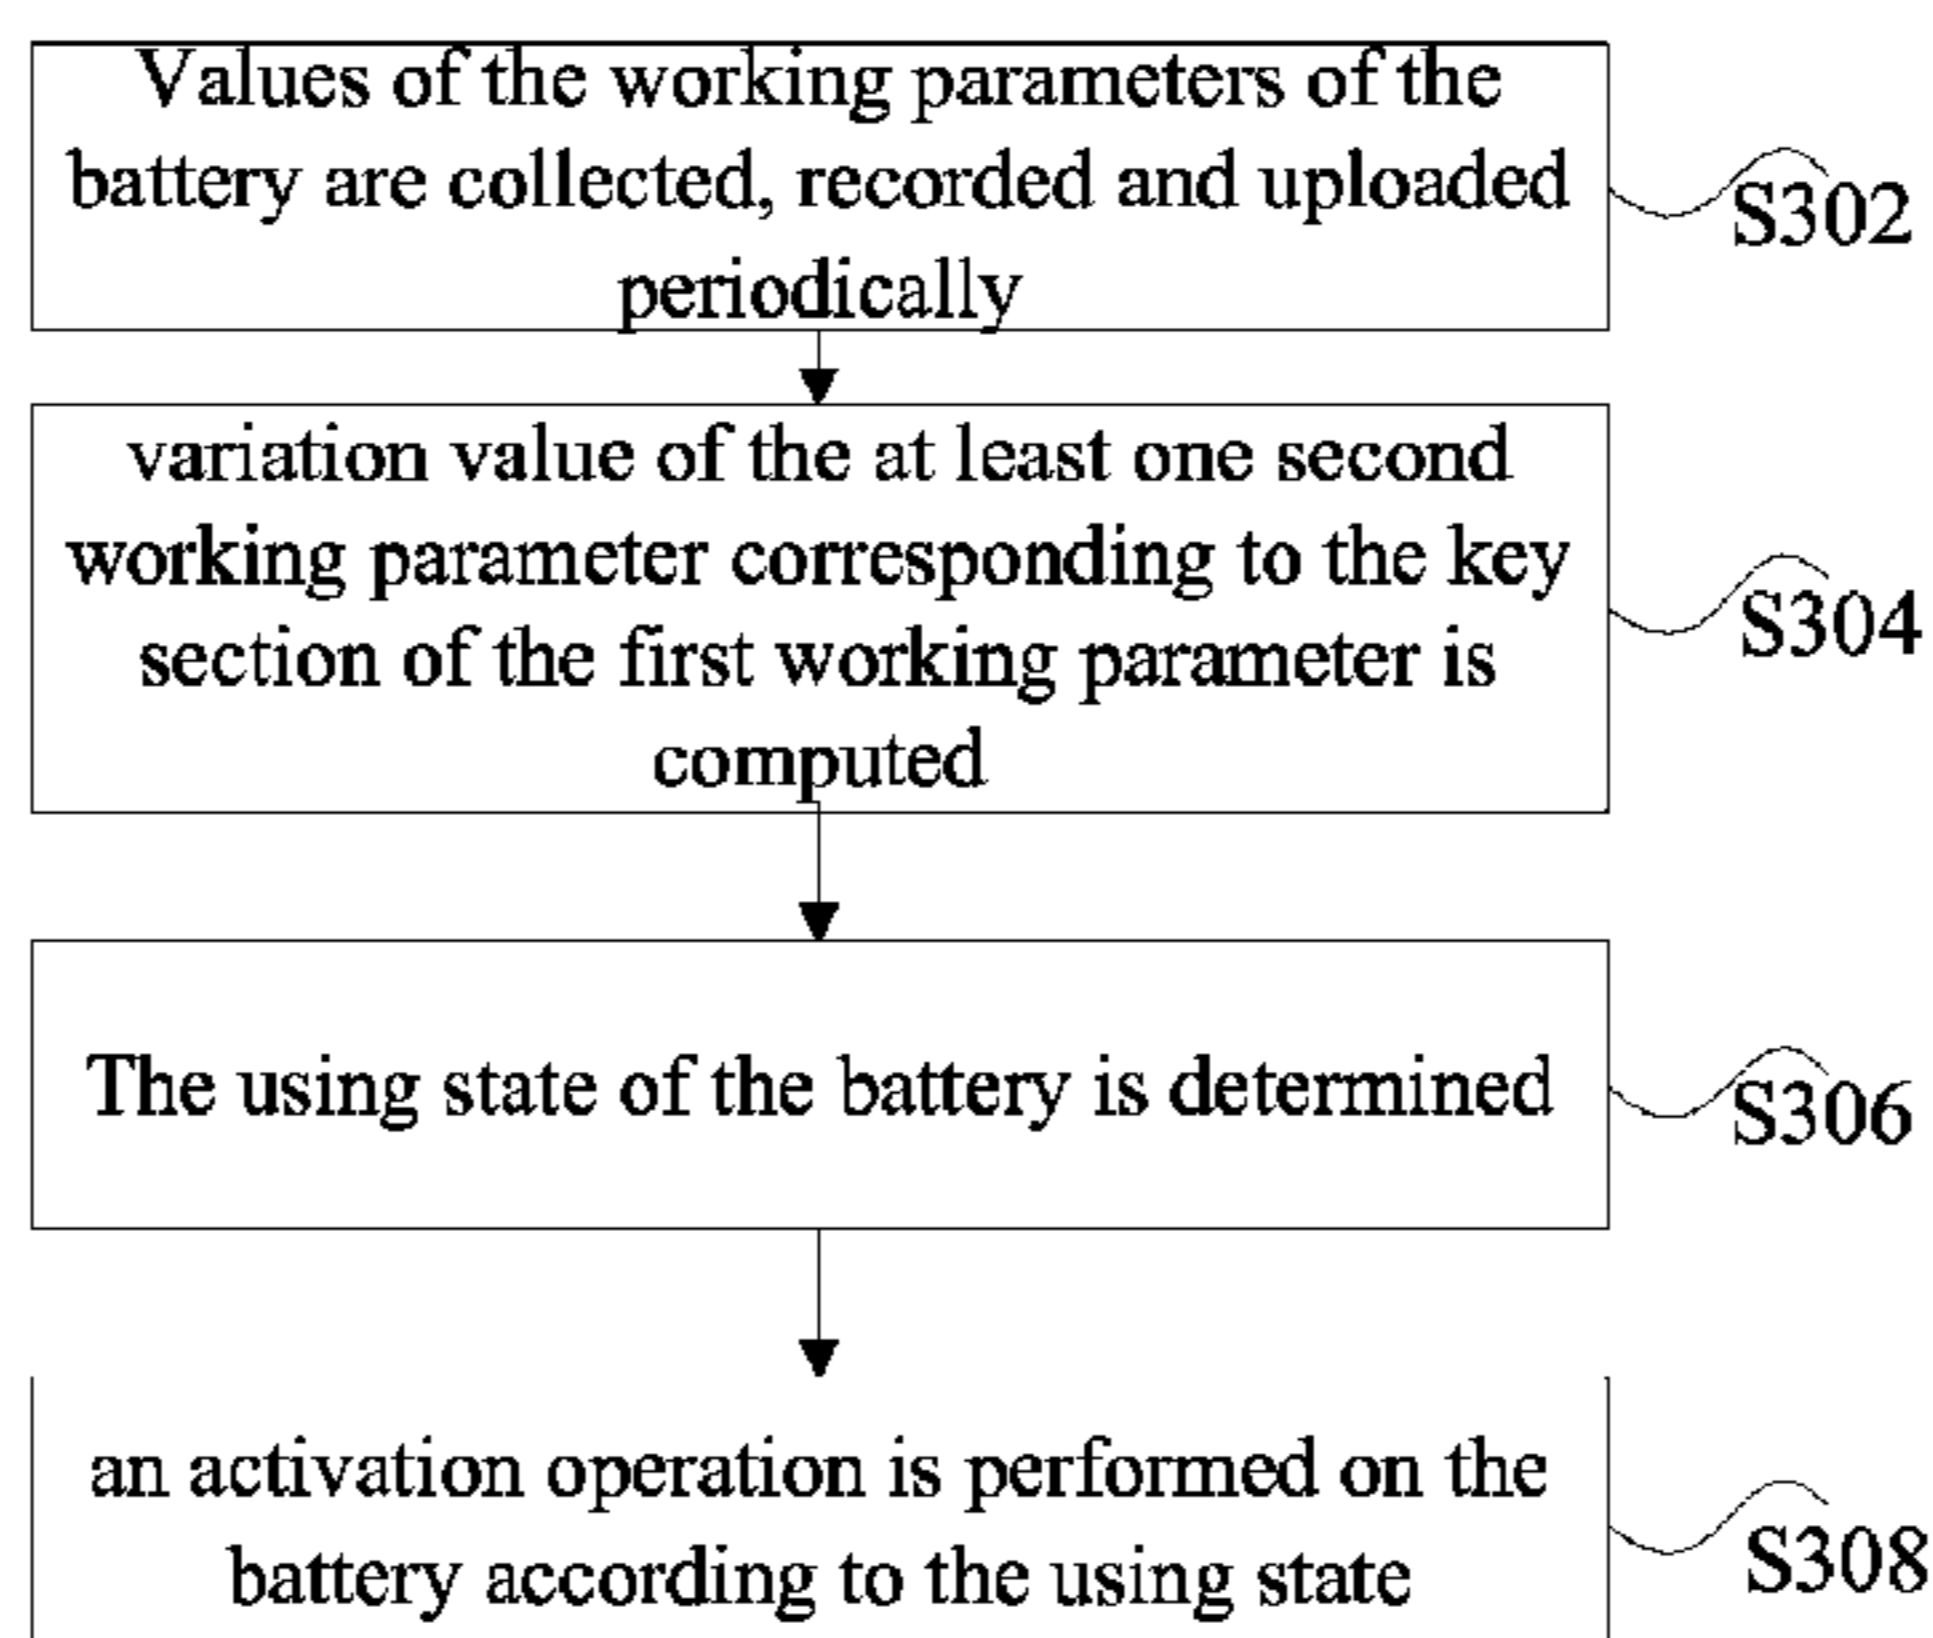 Values of the working parameters of the
battery are collected, recorded and uploaded
periodically
S302
variation value of the at least one second
working parameter corresponding to the key
section of the first working parameter is
computed
S304
The using state of the battery is determined
S306
an activation operation is performed on the
battery according to the using state
S308